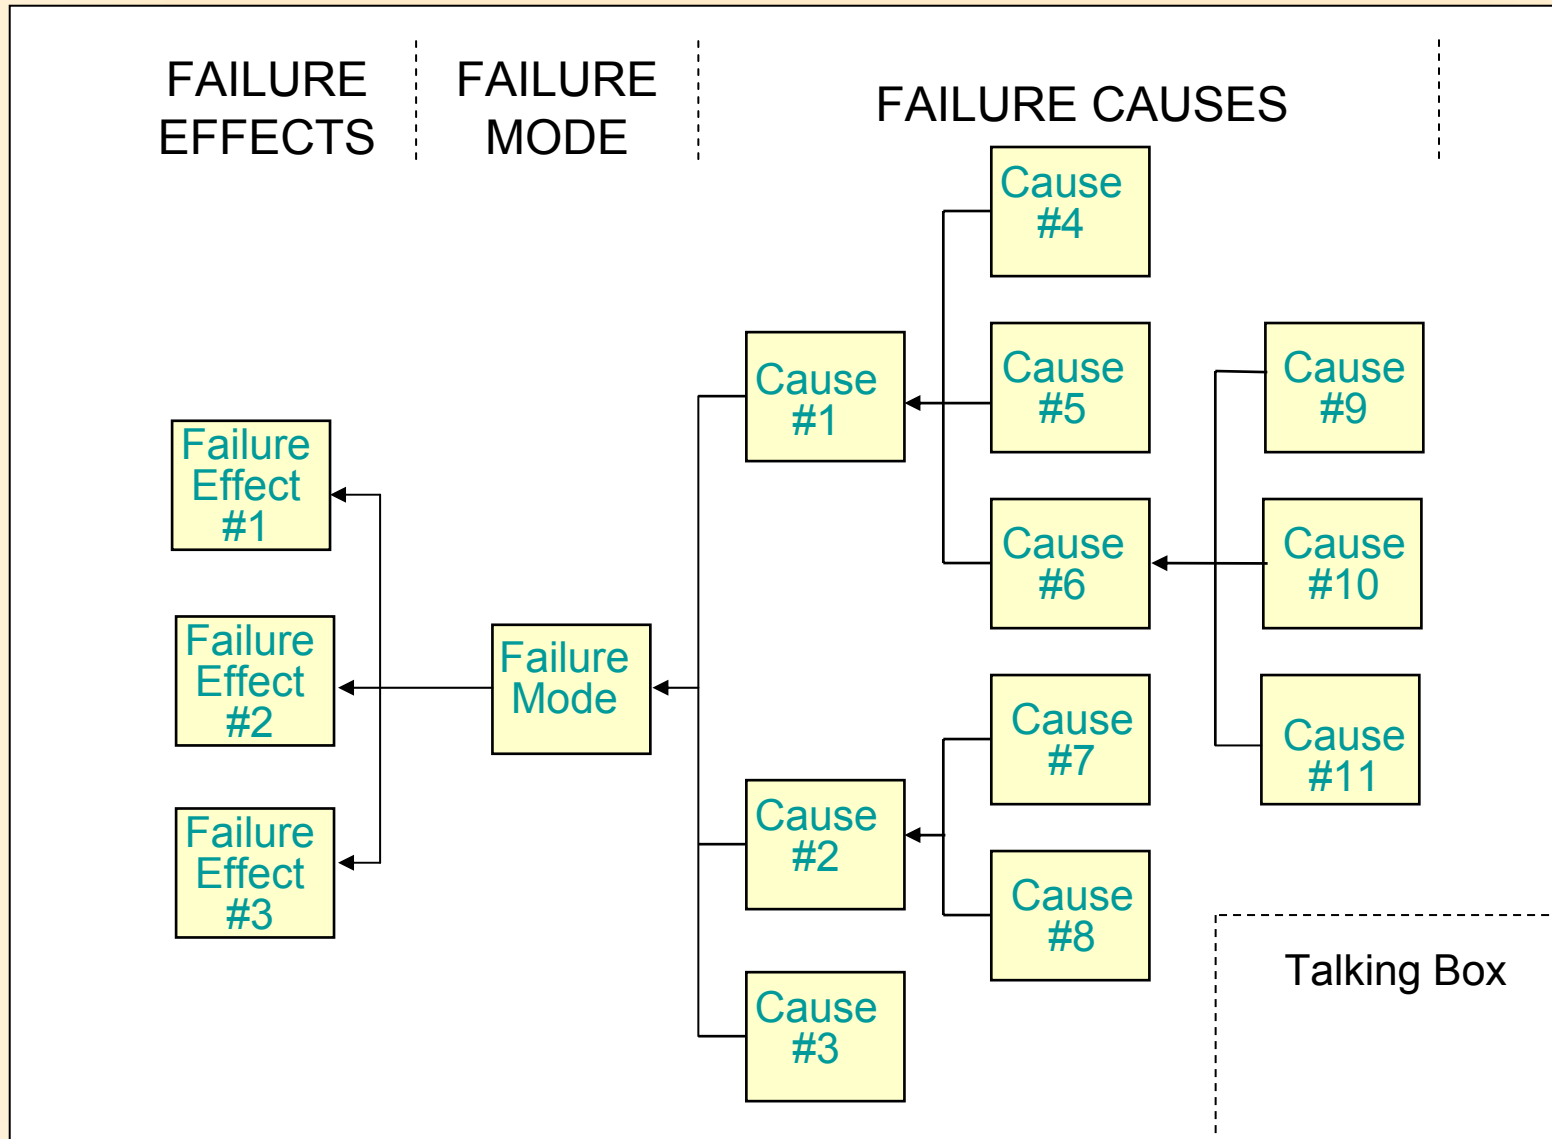 FAILURE
EFFECTS
FAILURE
MODE
FAILURE CAUSES
Failure
Effect
#1
Failure
Effect
#2
Failure
Effect
#3
Failure
Mode
Cause
#1
Cause
#2
Cause
#3
Cause
#4
Cause
#5
Cause
#6
Cause
#7
Cause
#8
Cause
#9
Cause
#10
Cause
#11
Talking Box